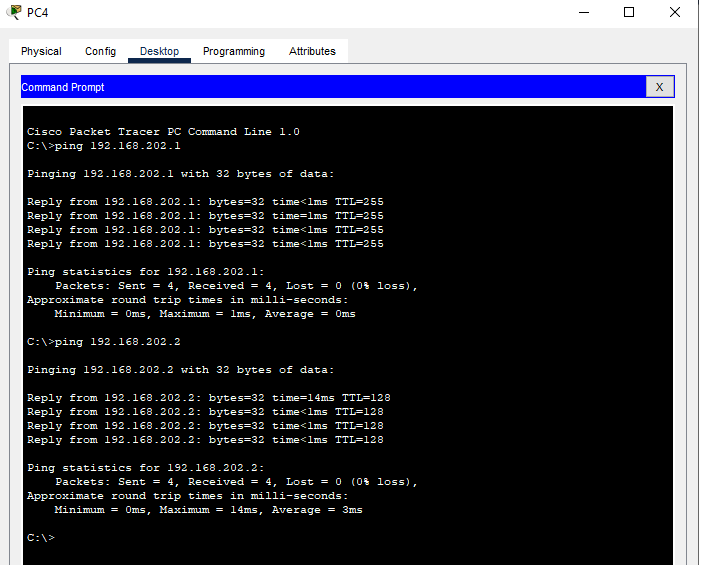 PC4
Physical Config Desktop Programming Attributes
Command Prompt X
Cisco Packet Tracer PC Command Line 1.0
C:\>ping 192.168.202.1
Pinging 192.168.202.1 with 32 bytes of data:
Reply from 192.168.202.1: bytes=32 time<1ms TTL=255
Reply from 192.168.202.1: bytes=32 time=1ms TTL=255
Reply from 192.168.202.1: bytes=32 time<1ms TTL=255
Reply from 192.168.202.1: bytes=32 time<1ms TTL=255
Ping statistics for 192.168.202.1:
Packets: Sent = 4, Received = 4, Lost = 0 (0% loss),
Approximate round trip times in milli-seconds:
Minimum = 0ms, Maximum = 1ms, Average = 0ms
C:\>ping 192.168.202.2
Pinging 192.168.202.2 with 32 bytes of data:
Reply from 192.168.202.2: bytes=32 time=14ms TTL=128
Reply from 192.168.202.2: bytes=32 time<1ms TTL=128
Reply from 192.168.202.2: bytes=32 time<1ms TTL=128
Reply from 192.168.202.2: bytes=32 time<1ms TTL=128
Ping statistics for 192.168.202.2:
Packets: Sent = 4, Received = 4, Lost = 0 (0% loss),
Approximate round trip times in milli-seconds:
Minimum = 0ms, Maximum = 14ms, Average = 3ms
C:\>